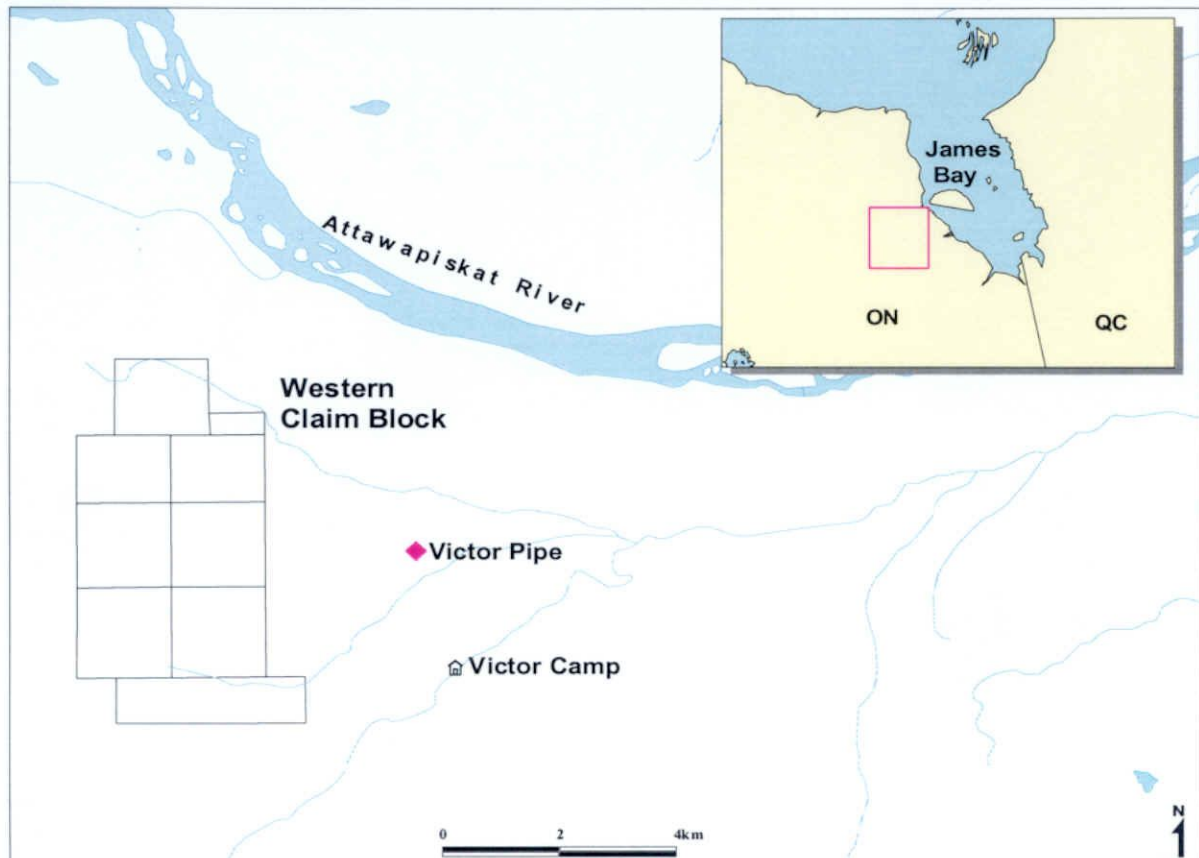 James
Bay
ON
QC
Attawapiskat River
Western
Claim Block
Victor Pipe
Victor Camp
0 2 4km
N